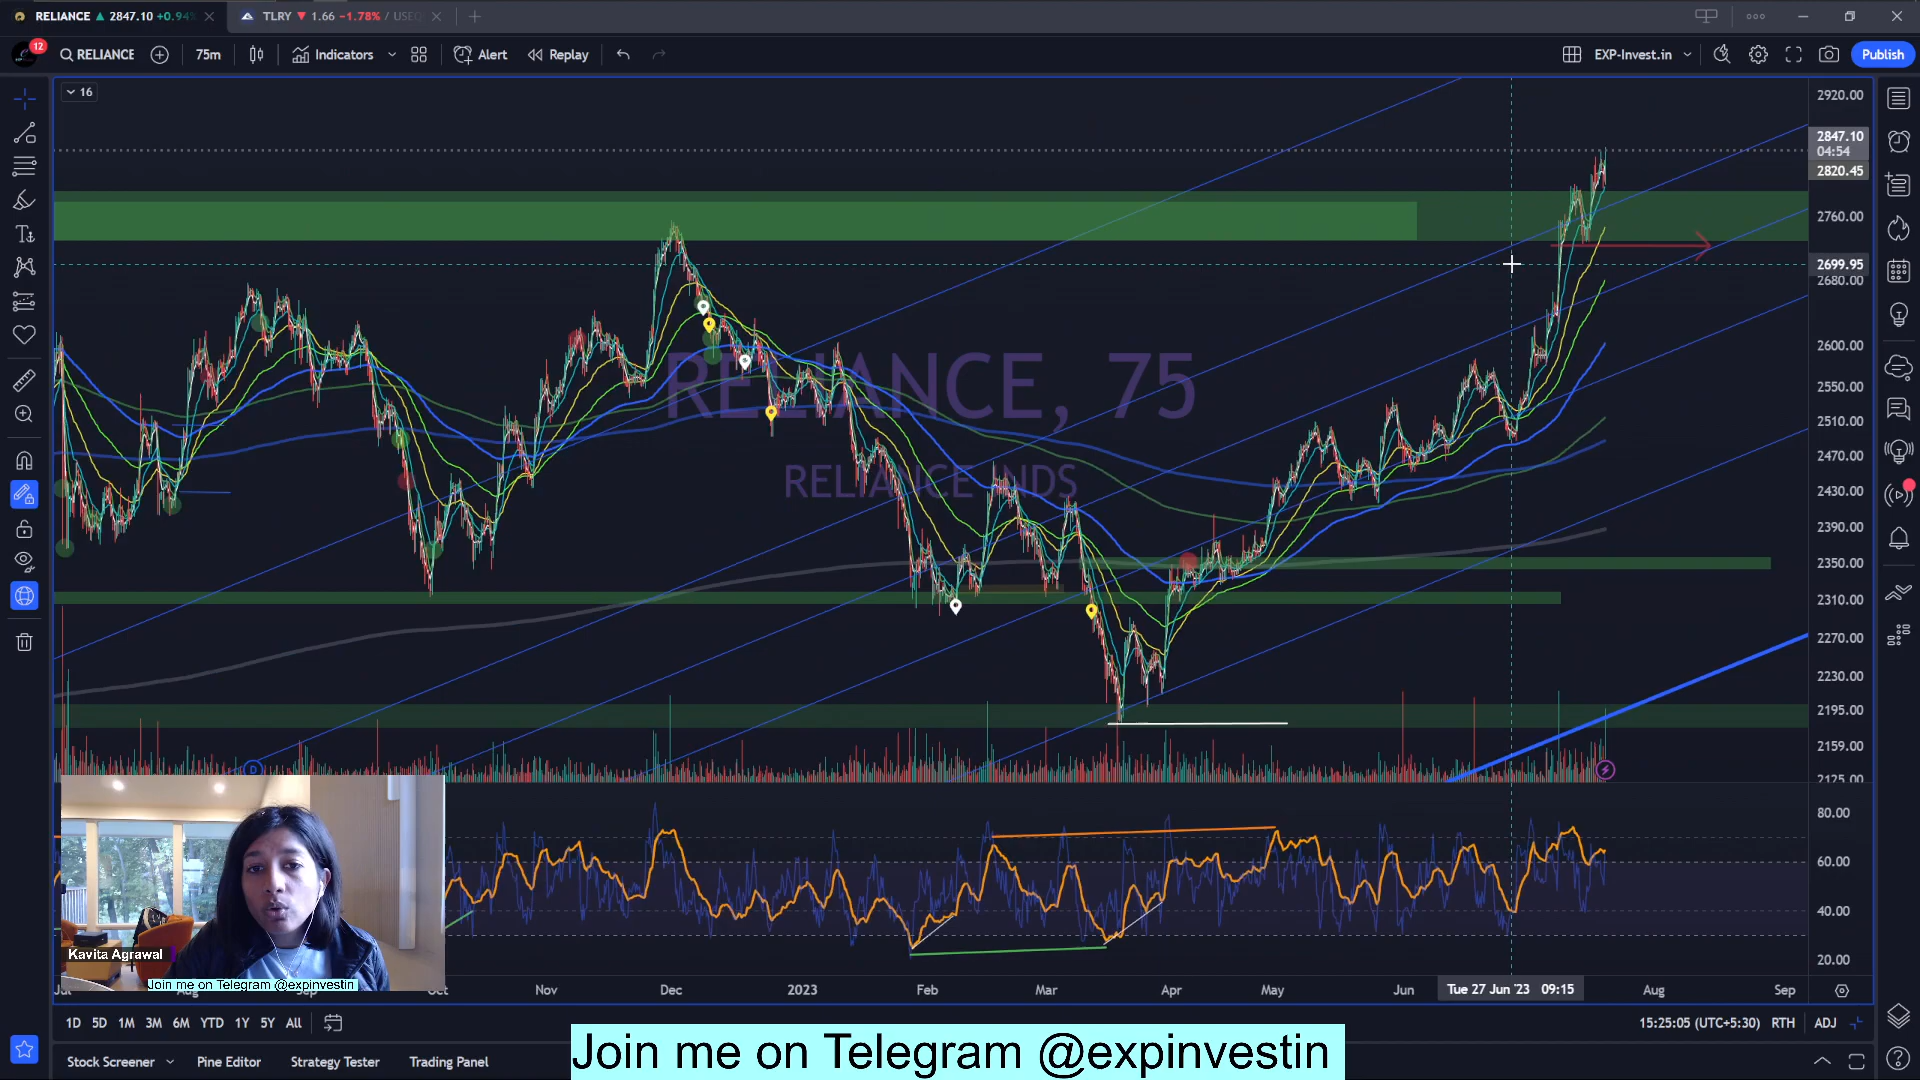 RELIANCE ▲ 2847.10 +0.94%
TLRY ▼ 1.66 −1.78% / USEQ
12
RELIANCE
75m
Indicators
Alert
Replay
EXP-Invest.in
Publish
16
2920.00
2847.10
04:54
2820.45
2760.00
2699.95
2680.00
2600.00
2550.00
2510.00
2470.00
2430.00
2390.00
2350.00
2310.00
2270.00
2230.00
2195.00
2159.00
2125.00
RELIANCE, 75
RELIANCE INDS
D
80.00
60.00
40.00
20.00
Kavita Agrawal
Join me on Telegram @expinvestin
Jul Aug Sep Oct Nov Dec 2023 Feb Mar Apr May Jun Tue 27 Jun '23 09:15 Aug Sep
1D 5D 1M 3M 6M YTD 1Y 5Y All
15:25:05 (UTC+5:30) RTH ADJ
Stock Screener Pine Editor Strategy Tester Trading Panel
Join me on Telegram @expinvestin